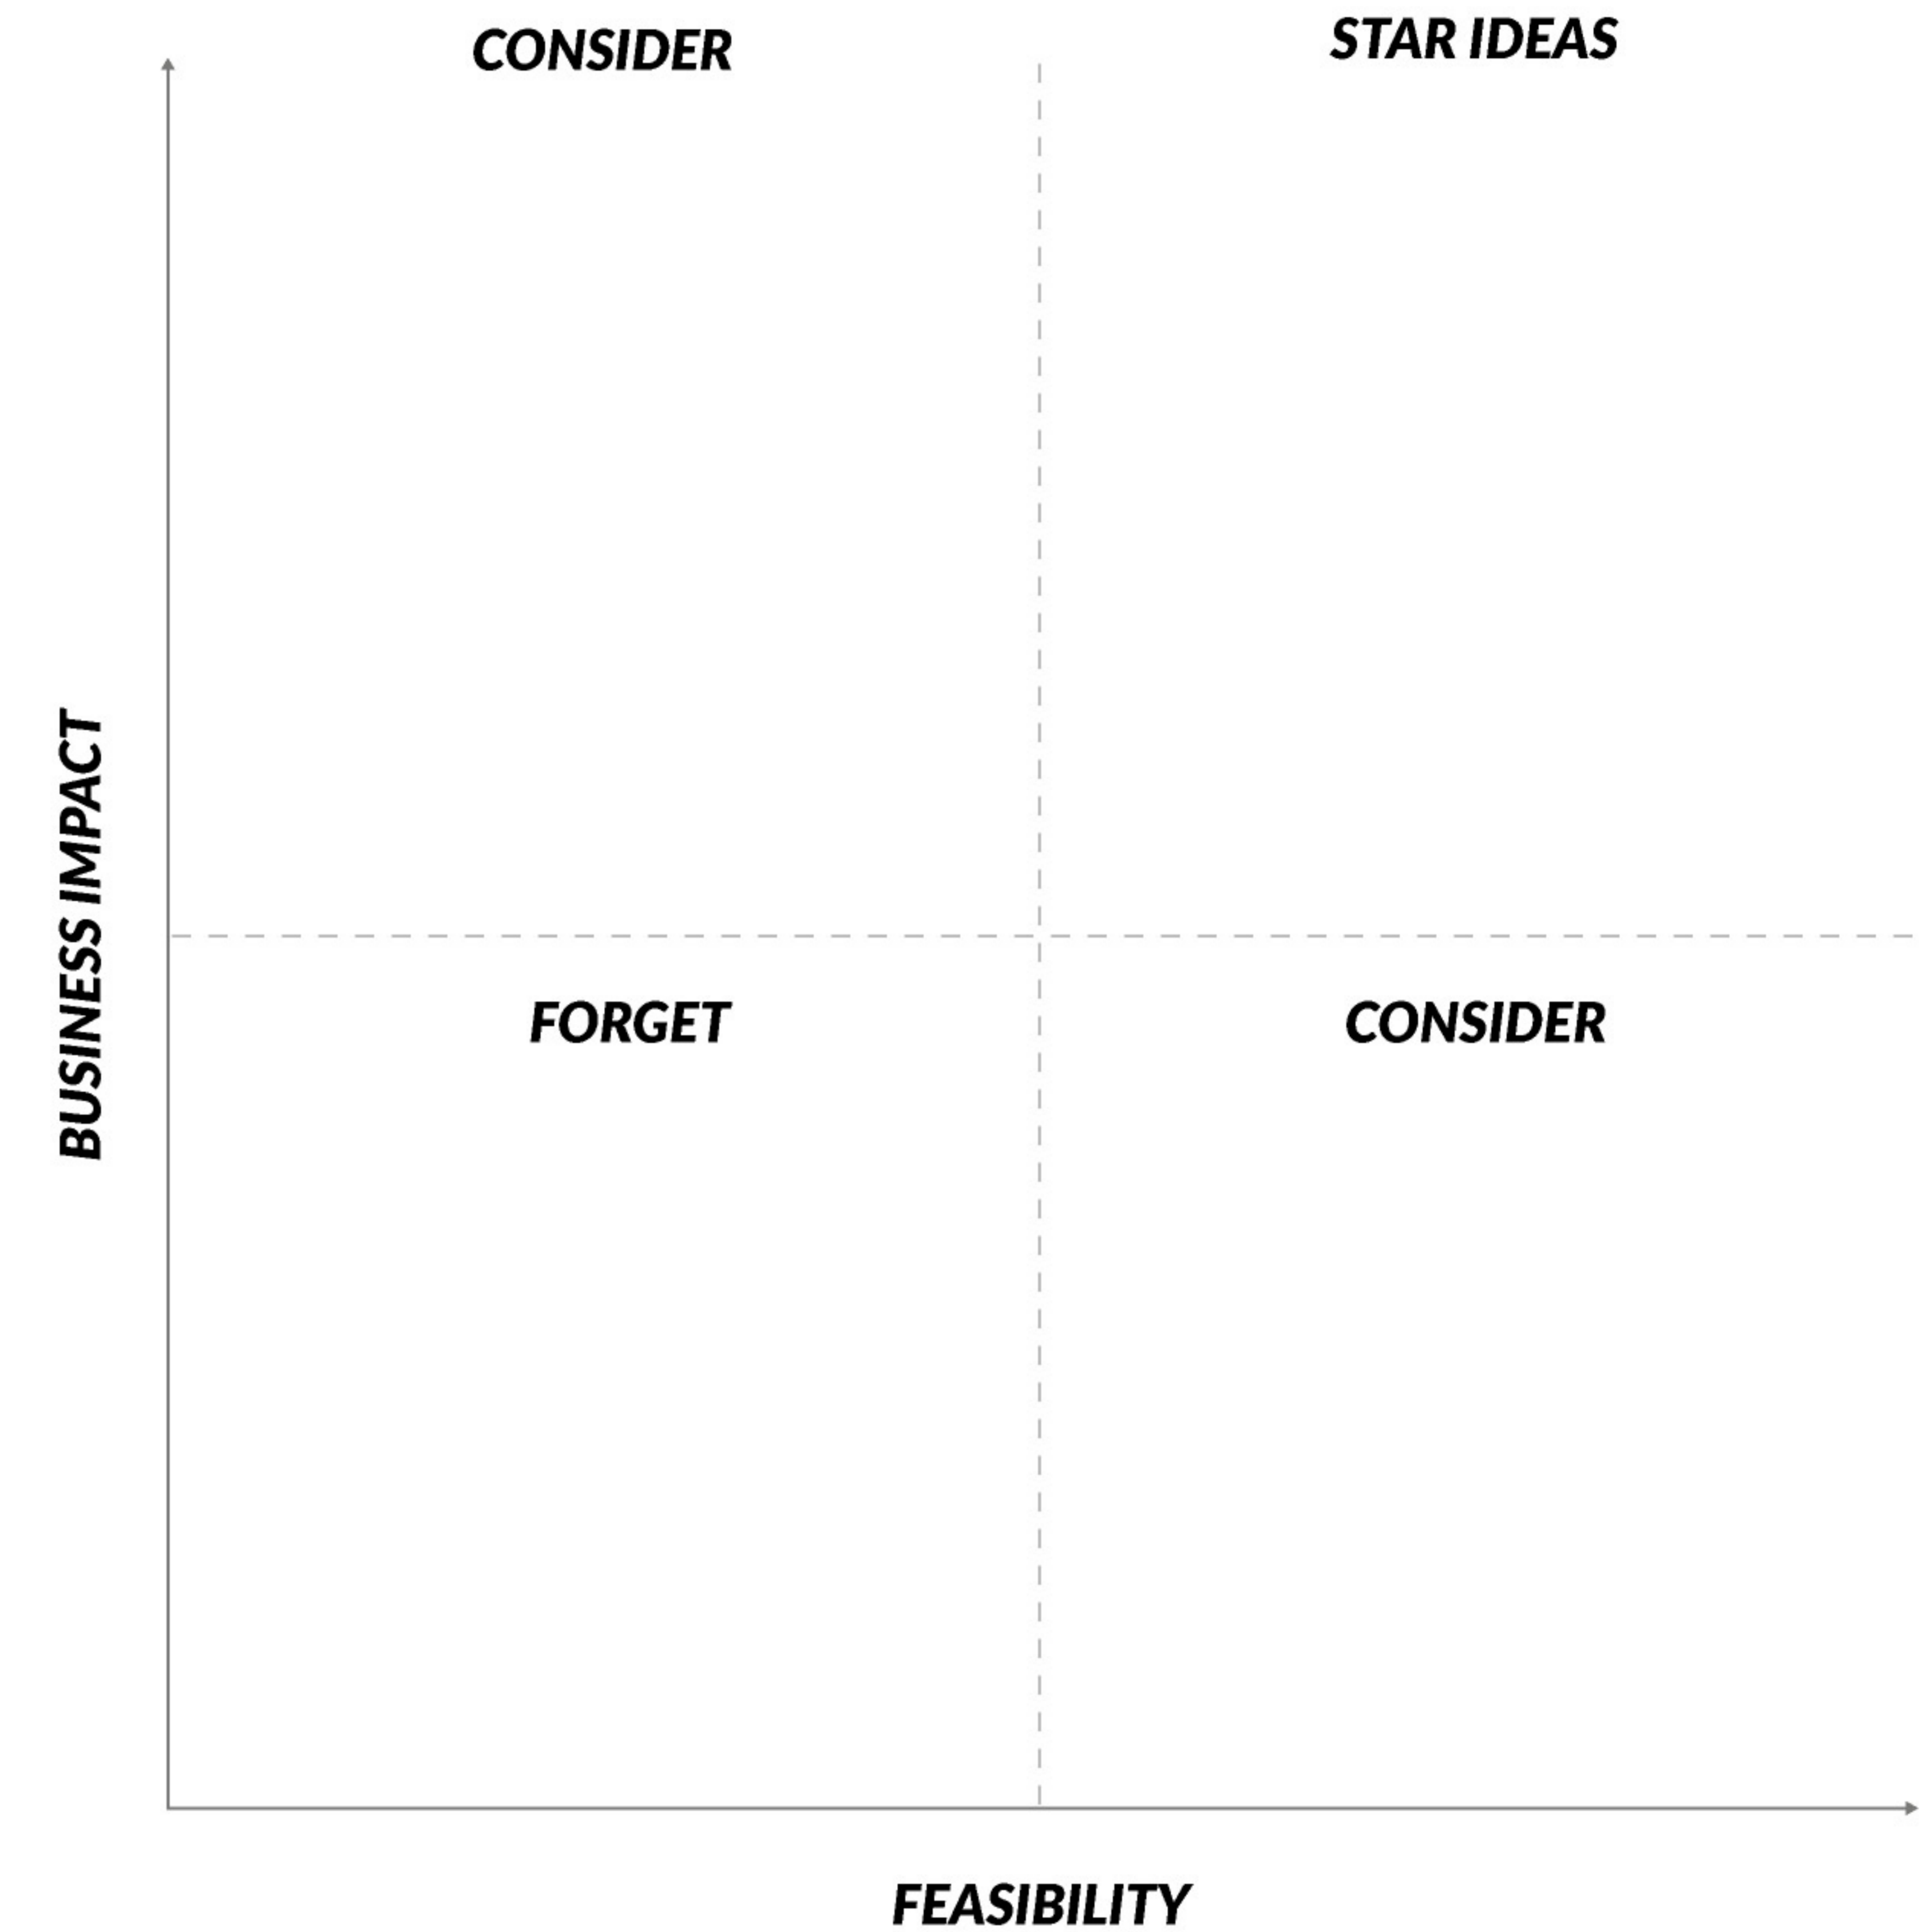 CONSIDER
STAR IDEAS
BUSINESS IMPACT
FORGET
CONSIDER
FEASIBILITY